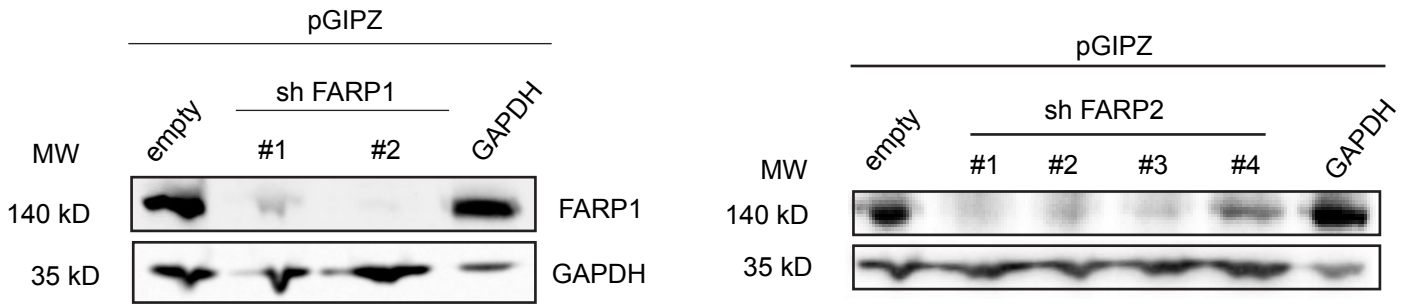 pGIPZ
sh FARP1
MW empty #1 #2 GAPDH
140 kD FARP1
35 kD GAPDH
pGIPZ
sh FARP2
MW empty #1 #2 #3 #4 GAPDH
140 kD
35 kD